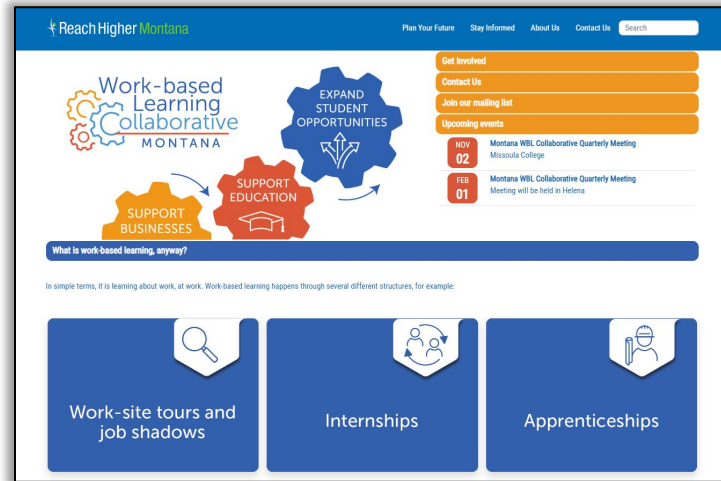 Reach Higher Montana
Plan Your Future
Stay Informed
About Us
Contact Us
Search
Work-based
Learning
Collaborative
MONTANA
EXPAND
STUDENT
OPPORTUNITIES
SUPPORT
EDUCATION
SUPPORT
BUSINESSES
Get Involved
Contact Us
Join our mailing list
Upcoming events
NOV
02
Montana WBL Collaborative Quarterly Meeting
Missoula College
FEB
01
Montana WBL Collaborative Quarterly Meeting
Meeting will be held in Helena
What is work-based learning, anyway?
In simple terms, it is learning about work, at work. Work-based learning happens through several different structures, for example:
Work-site tours and
job shadows
Internships
Apprenticeships